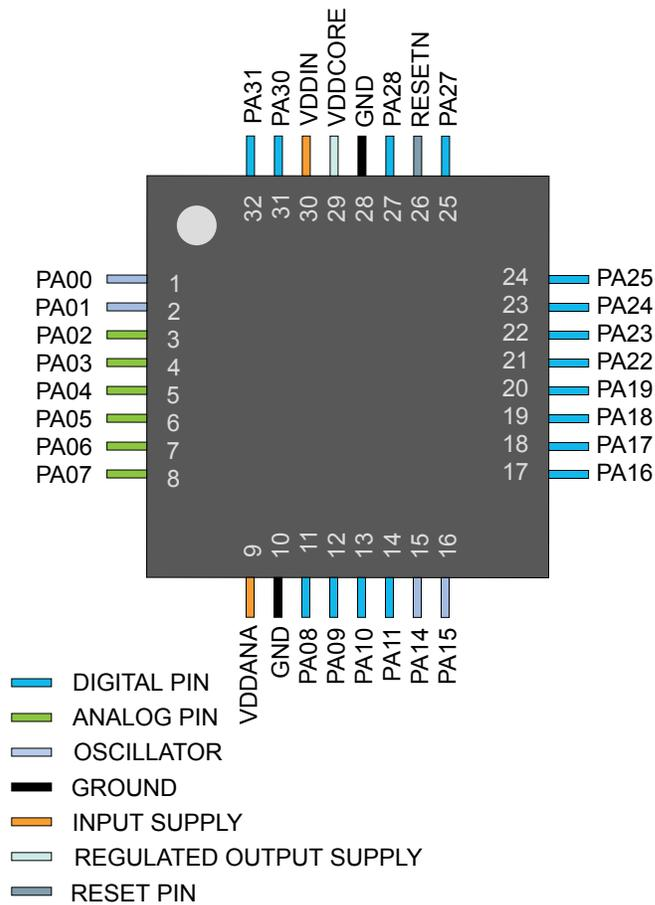 PA31
PA30
VDDIN
VDDCORE
GND
PA28
RESETN
PA27
32
31
30
29
28
27
26
25
PA00
1
PA01
2
PA02
3
PA03
4
PA04
5
PA05
6
PA06
7
PA07
8
24
PA25
23
PA24
22
PA23
21
PA22
20
PA19
19
PA18
18
PA17
17
PA16
9
10
11
12
13
14
15
16
VDDANA
GND
PA08
PA09
PA10
PA11
PA14
PA15
DIGITAL PIN
ANALOG PIN
OSCILLATOR
GROUND
INPUT SUPPLY
REGULATED OUTPUT SUPPLY
RESET PIN